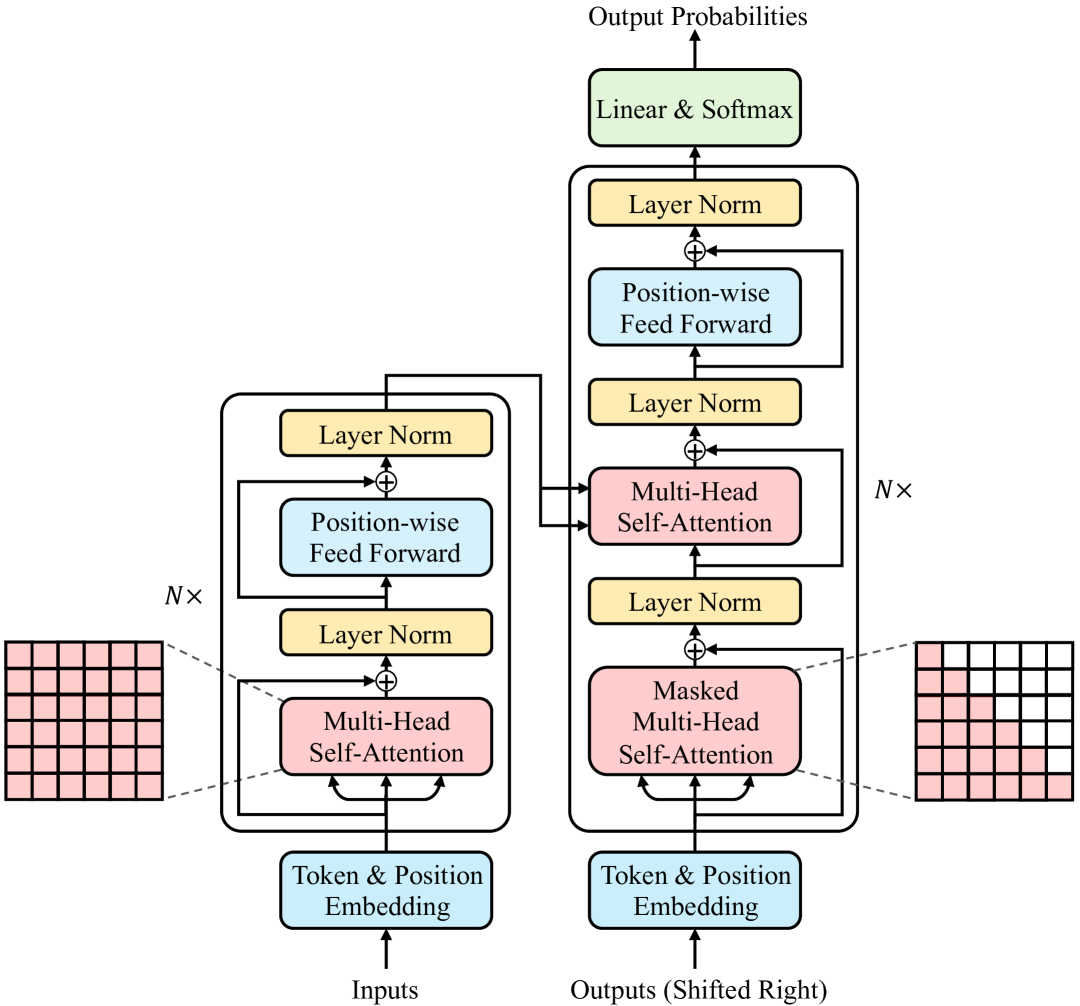 Output Probabilities
Linear & Softmax
Layer Norm
Position-wise
Feed Forward
Layer Norm
Multi-Head
Self-Attention
N×
Layer Norm
Masked
Multi-Head
Self-Attention
Token & Position
Embedding
Outputs (Shifted Right)
Layer Norm
Position-wise
Feed Forward
N×
Layer Norm
Multi-Head
Self-Attention
Token & Position
Embedding
Inputs